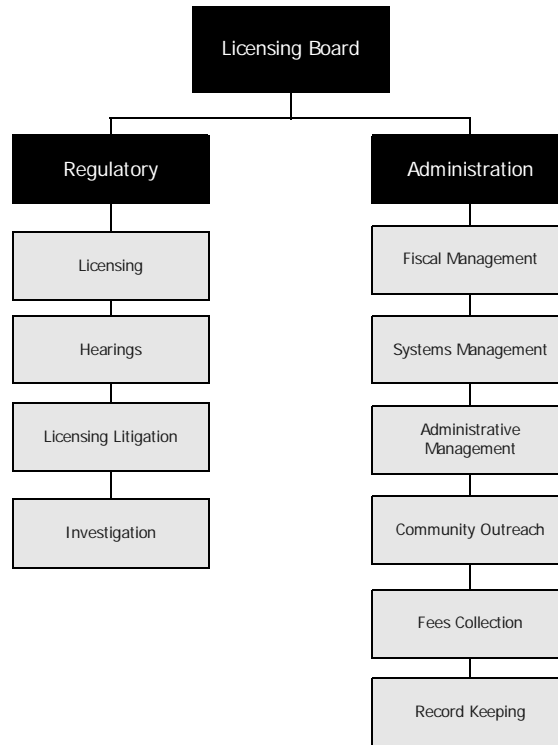 Licensing Board
Regulatory
Administration
Licensing
Hearings
Licensing Litigation
Investigation
Fiscal Management
Systems Management
Administrative
Management
Community Outreach
Fees Collection
Record Keeping